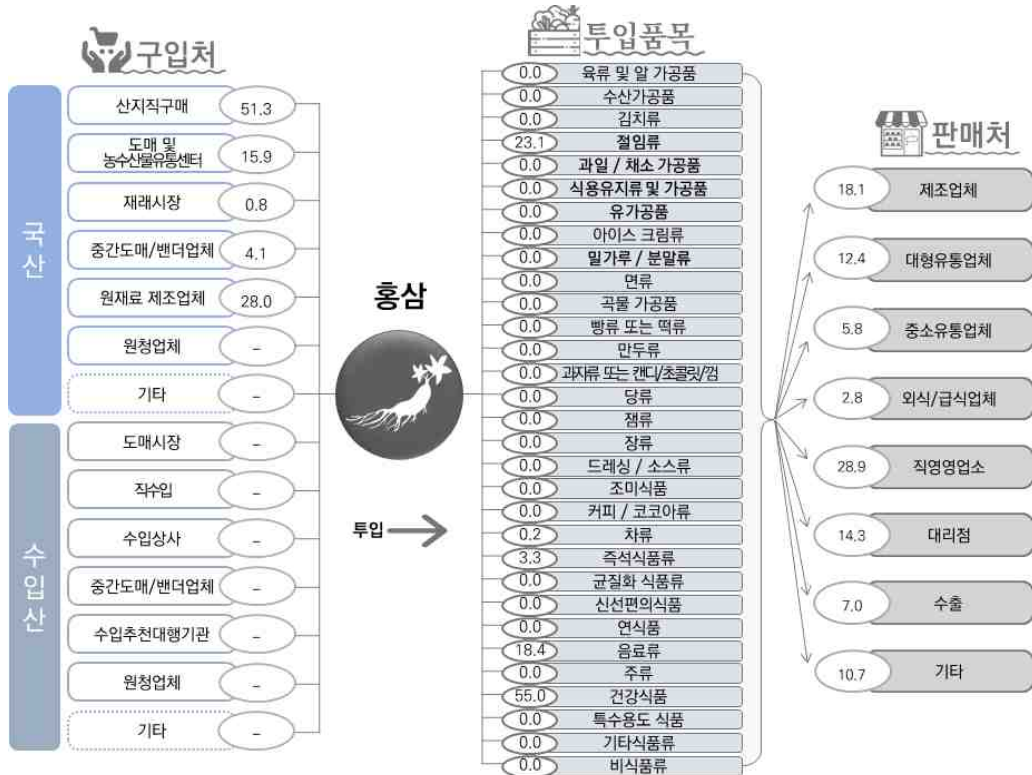 구입처
국산
산지직구매 51.3
도매 및
농수산물유통센터 15.9
재래시장 0.8
중간도매/밴더업체 4.1
원재료 제조업체 28.0
원청업체 -
기타 -
수입산
도매시장 -
직수입 -
수입상사 -
중간도매/밴더업체 -
수입추천대행기관 -
원청업체 -
기타 -
홍삼
투입
투입품목
0.0 육류 및 알 가공품
0.0 수산가공품
0.0 김치류
23.1 절임류
0.0 과일 / 채소 가공품
0.0 식용유지류 및 가공품
0.0 유가공품
0.0 아이스 크림류
0.0 밀가루 / 분말류
0.0 면류
0.0 곡물 가공품
0.0 빵류 또는 떡류
0.0 만두류
0.0 과자류 또는 캔디/초콜릿/껌
0.0 당류
0.0 잼류
0.0 장류
0.0 드레싱 / 소스류
0.0 조미식품
0.0 커피 / 코코아류
0.2 차류
3.3 즉석식품류
0.0 균질화 식품류
0.0 신선편의식품
0.0 연식품
18.4 음료류
0.0 주류
55.0 건강식품
0.0 특수용도 식품
0.0 기타식품류
0.0 비식품류
판매처
18.1 제조업체
12.4 대형유통업체
5.8 중소유통업체
2.8 외식/급식업체
28.9 직영영업소
14.3 대리점
7.0 수출
10.7 기타